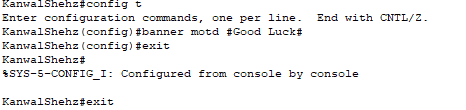 KanwalShehz#config t
Enter configuration commands, one per line.  End with CNTL/Z.
KanwalShehz(config)#banner motd #Good Luck#
KanwalShehz(config)#exit
KanwalShehz#
%SYS-5-CONFIG_I: Configured from console by console

KanwalShehz#exit